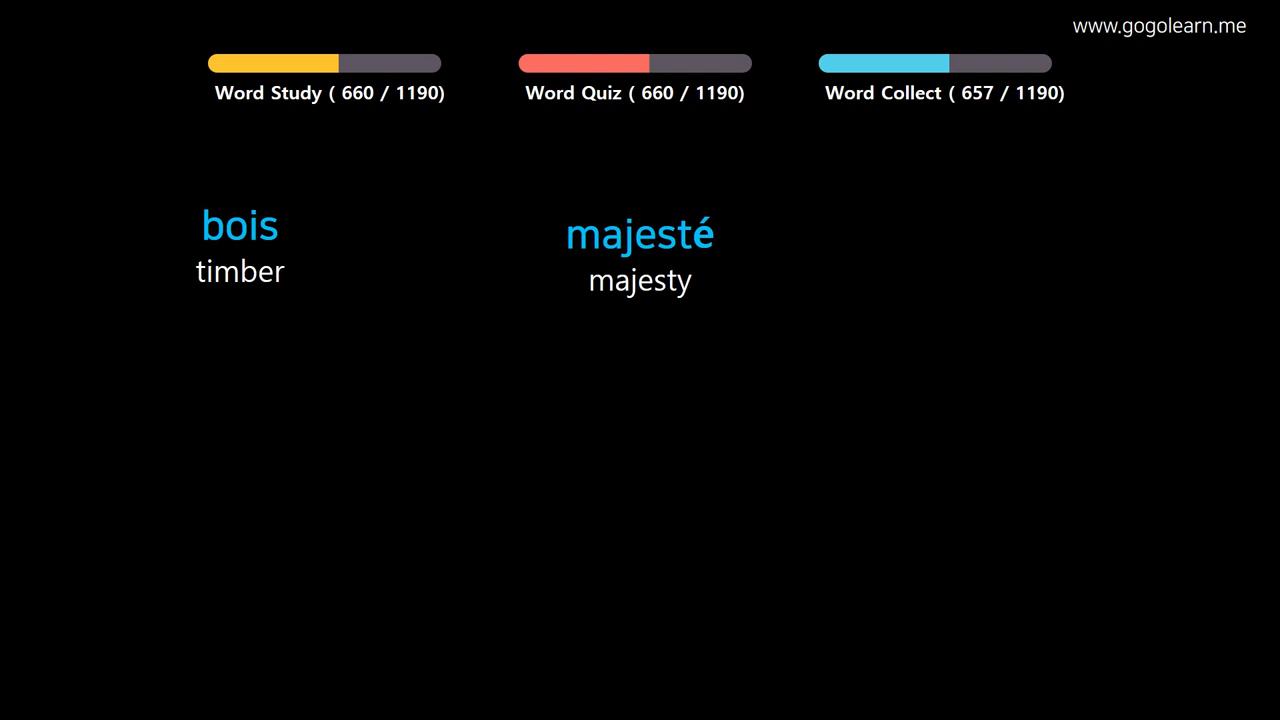 www.gogolearn.me
Word Study ( 660 / 1190)
Word Quiz ( 660 / 1190)
Word Collect ( 657 / 1190)
bois
timber
majesté
majesty